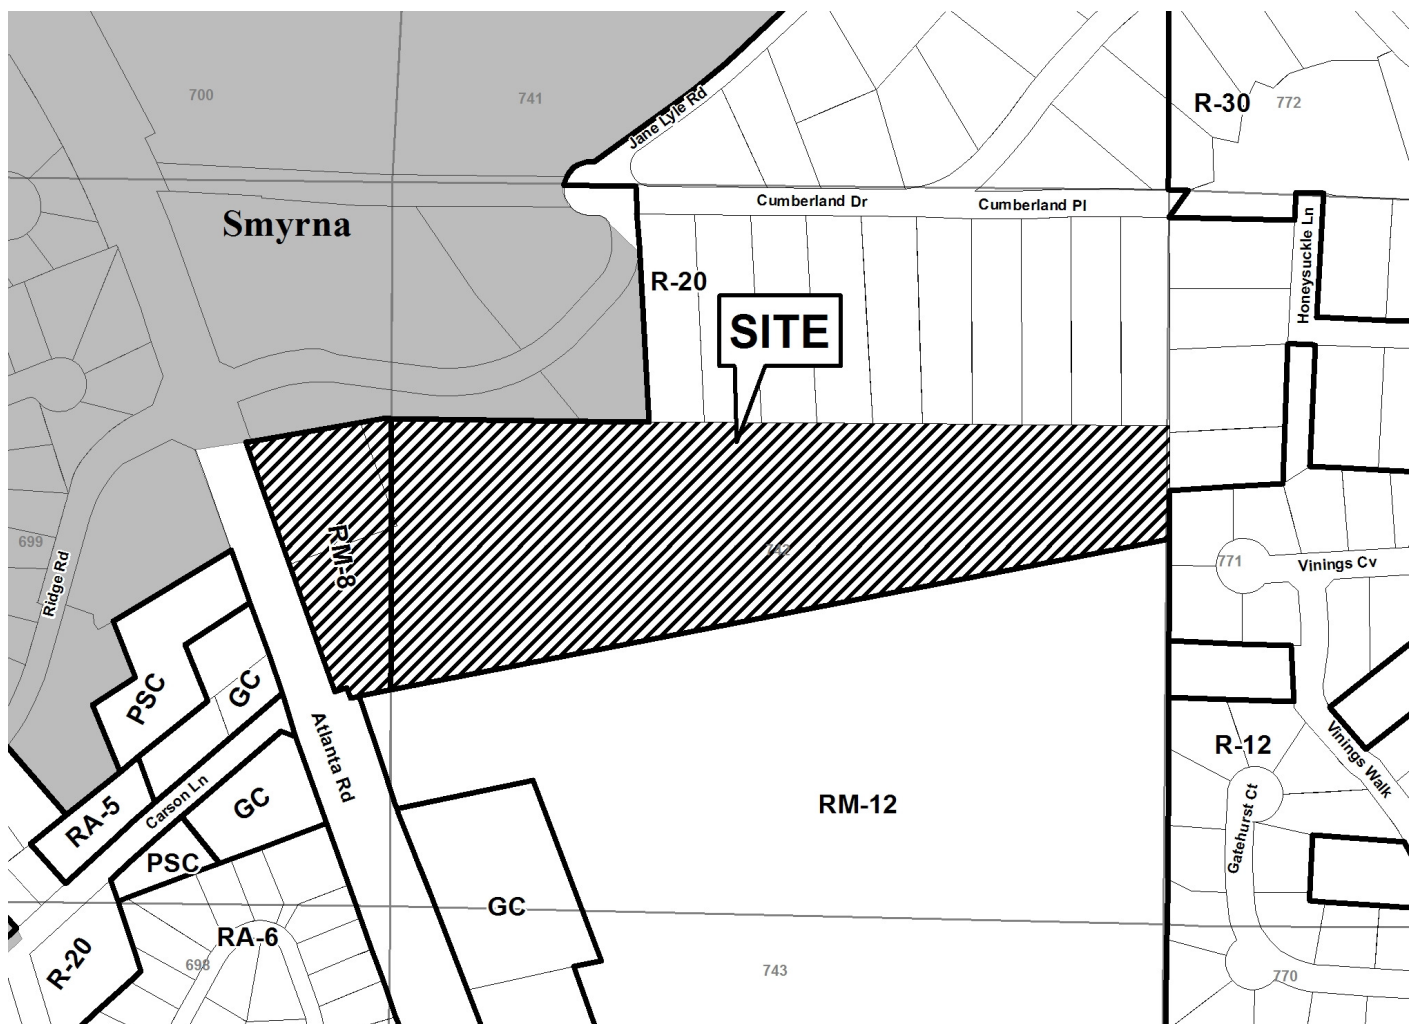 700
741
Jane Lyle Rd
R-30
772
Smyrna
Cumberland Dr
Cumberland Pl
Honeysuckle Ln
R-20
SITE
699
Ridge Rd
RM-8
742
771
Vinings Cv
PSC
GC
Atlanta Rd
R-12
Vinings Walk
RA-5
Carson Ln
GC
RM-12
Gatehurst Ct
PSC
GC
R-20
RA-6
698
743
770